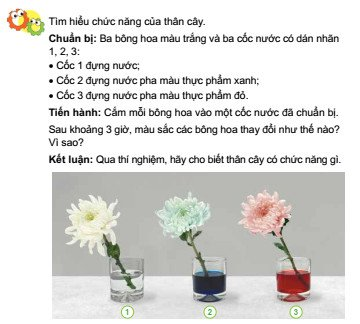 Tìm hiểu chức năng của thân cây.
Chuẩn bị: Ba bông hoa màu trắng và ba cốc nước có dán nhãn
1, 2, 3:
• Cốc 1 đựng nước;
• Cốc 2 đựng nước pha màu thực phẩm xanh;
• Cốc 3 đựng nước pha màu thực phẩm đỏ.
Tiến hành: Cắm mỗi bông hoa vào một cốc nước đã chuẩn bị.
Sau khoảng 3 giờ, màu sắc các bông hoa thay đổi như thế nào?
Vì sao?
Kết luận: Qua thí nghiệm, hãy cho biết thân cây có chức năng gì.
1 2 3